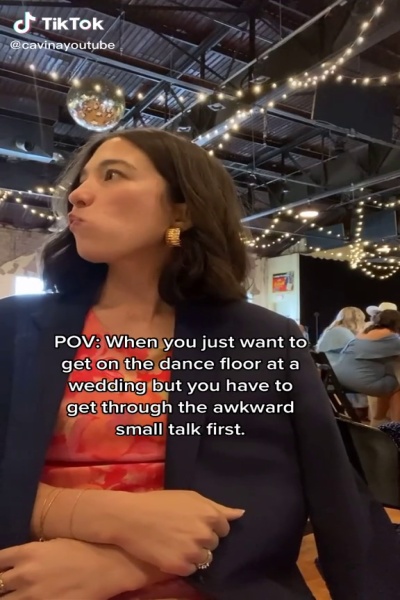 TikTok
@cavinayoutube
POV: When you just want to
get on the dance floor at a
wedding but you have to
get through the awkward
small talk first.